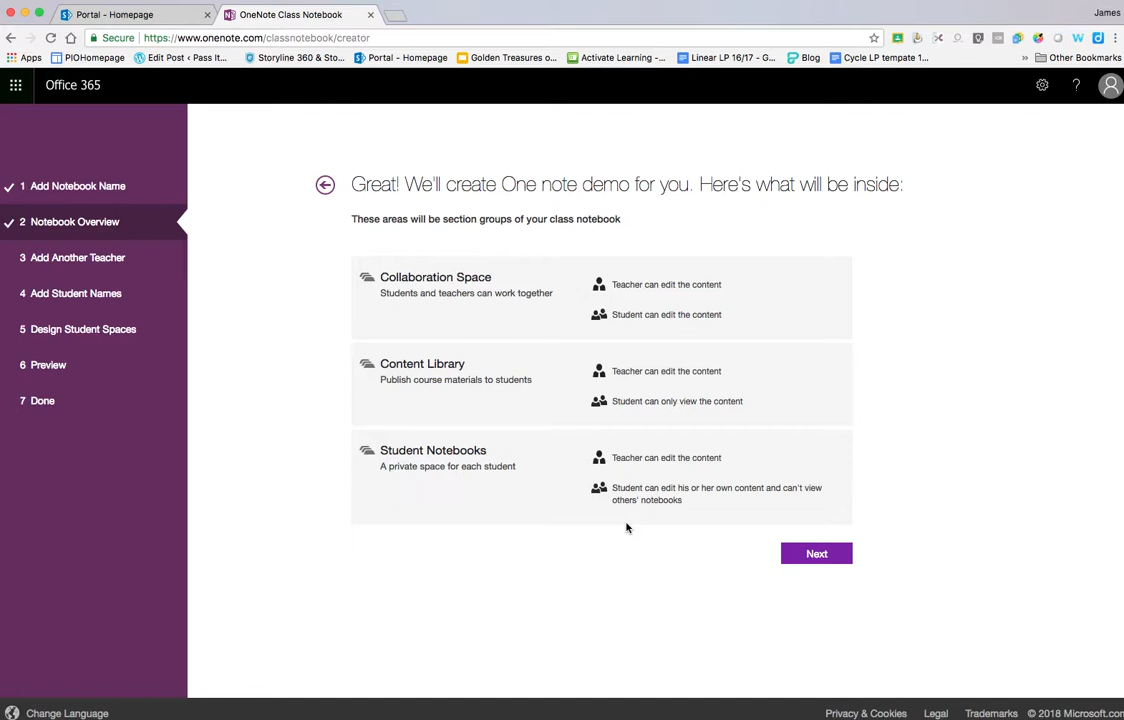 Portal - Homepage
OneNote Class Notebook
James
Secure
https://www.onenote.com/classnotebook/creator
Apps
PIOHomepage
Edit Post ‹ Pass It...
Storyline 360 & Sto...
Portal - Homepage
Golden Treasures o...
Activate Learning -...
Linear LP 16/17 - G...
Blog
Cycle LP tempate 1...
»
Other Bookmarks
Office 365
?
1 Add Notebook Name
2 Notebook Overview
3 Add Another Teacher
4 Add Student Names
5 Design Student Spaces
6 Preview
7 Done
Great! We'll create One note demo for you. Here's what will be inside:
These areas will be section groups of your class notebook
Collaboration Space
Students and teachers can work together
Teacher can edit the content
Student can edit the content
Content Library
Publish course materials to students
Teacher can edit the content
Student can only view the content
Student Notebooks
A private space for each student
Teacher can edit the content
Student can edit his or her own content and can't view
others' notebooks
Next
Change Language
Privacy & Cookies
Legal
Trademarks
© 2018 Microsoft.com